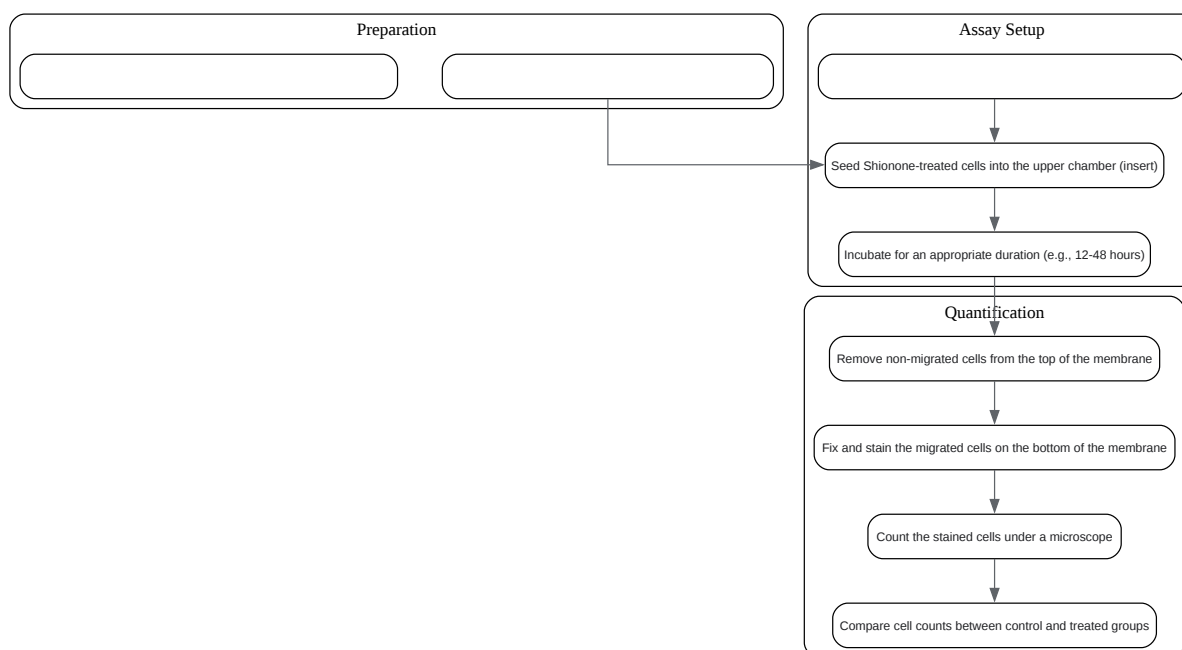 Preparation
Assay Setup
Seed Shionone-treated cells into the upper chamber (insert)
Incubate for an appropriate duration (e.g., 12-48 hours)
Quantification
Remove non-migrated cells from the top of the membrane
Fix and stain the migrated cells on the bottom of the membrane
Count the stained cells under a microscope
Compare cell counts between control and treated groups